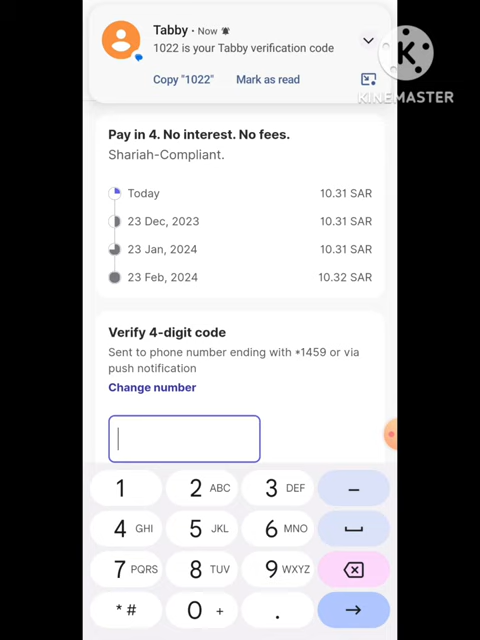 Tabby · Now
1022 is your Tabby verification code
Copy "1022" Mark as read
K
KINEMASTER
Pay in 4. No interest. No fees.
Shariah-Compliant.
Today 10.31 SAR
23 Dec, 2023 10.31 SAR
23 Jan, 2024 10.31 SAR
23 Feb, 2024 10.32 SAR
Verify 4-digit code
Sent to phone number ending with *1459 or via
push notification
Change number
1 2 ABC 3 DEF –
4 GHI 5 JKL 6 MNO
7 PQRS 8 TUV 9 WXYZ
* # 0 + .